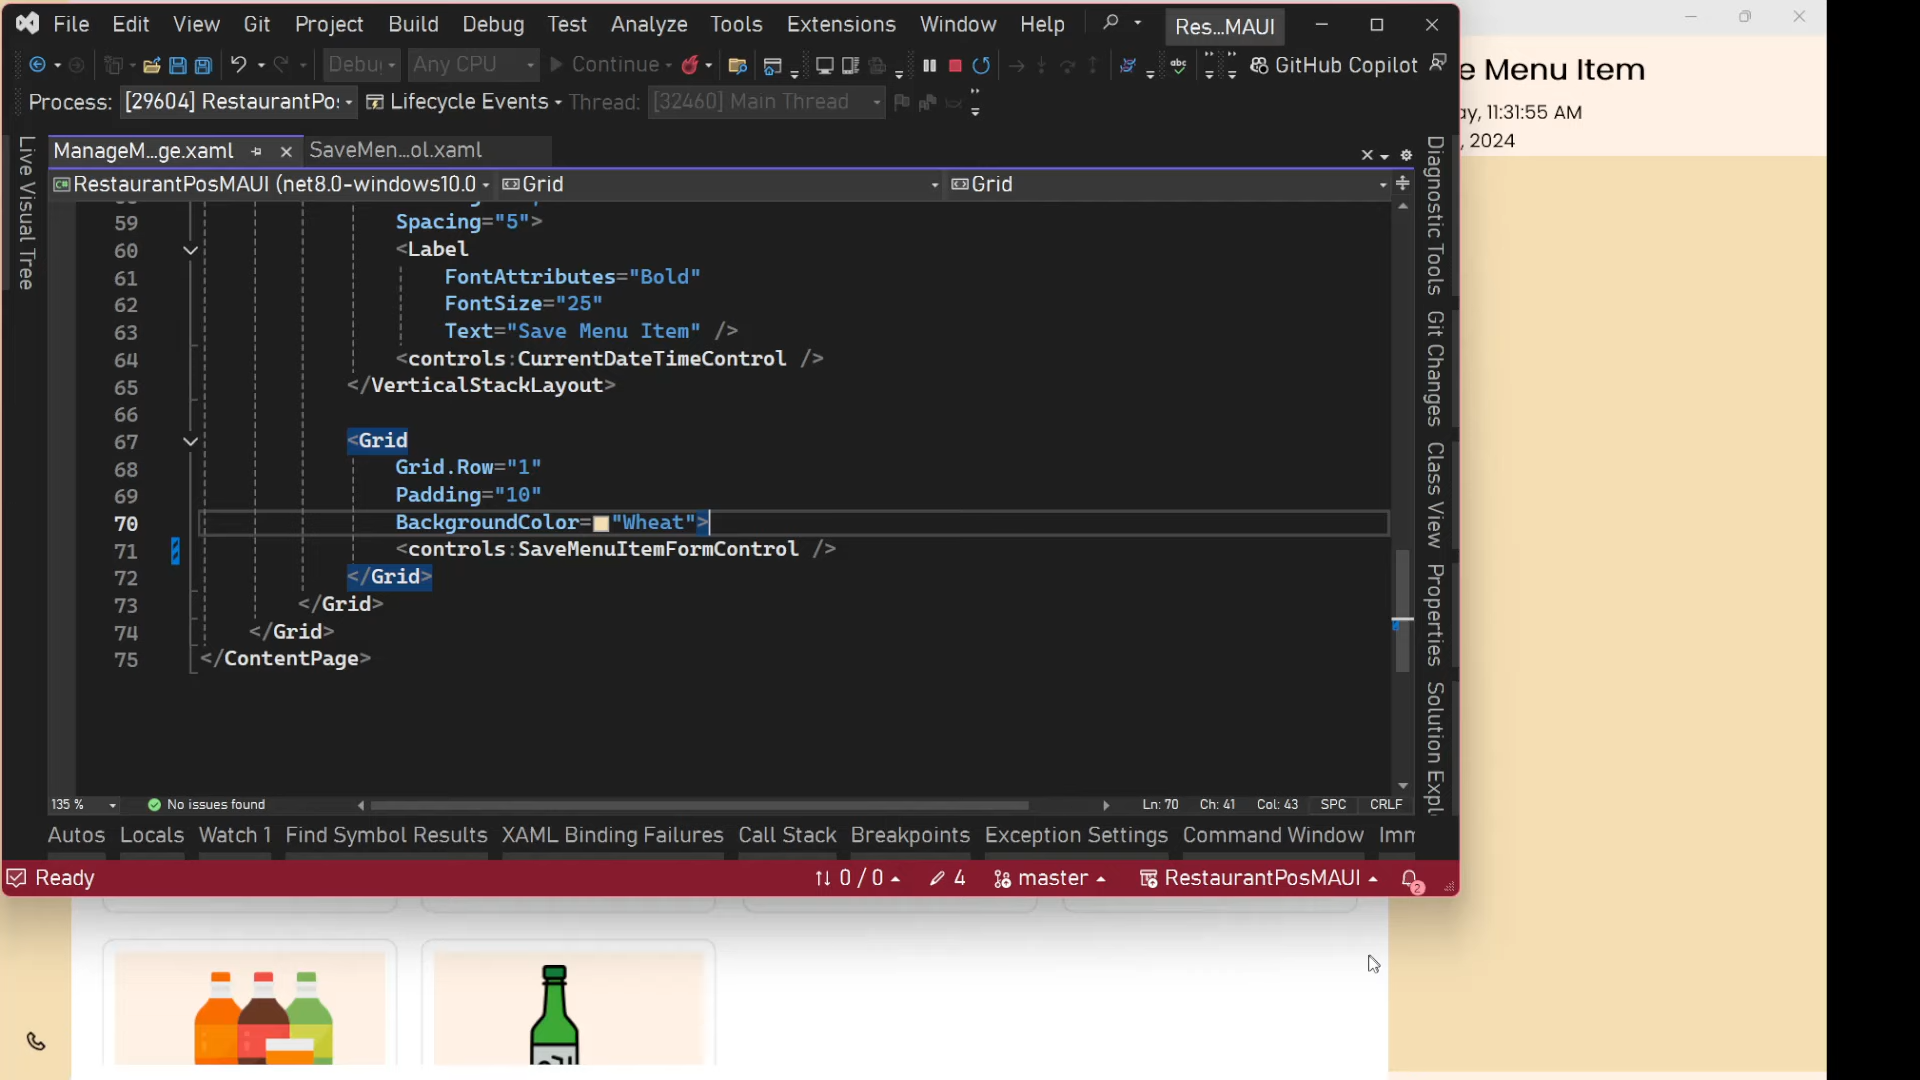 File Edit View Git Project Build Debug Test Analyze Tools Extensions Window Help Res...MAUI
Debu Any CPU Continue GitHub Copilot
Process: [29604] RestaurantPo Lifecycle Events Thread: [32460] Main Thread
Live Visual Tree
ManageM...ge.xaml SaveMen...ol.xaml
RestaurantPosMAUI (net8.0-windows10.0 Grid Grid
59 Spacing="5">
60 <Label
61 FontAttributes="Bold"
62 FontSize="25"
63 Text="Save Menu Item" />
64 <controls:CurrentDateTimeControl />
65 </VerticalStackLayout>
66
67 <Grid
68 Grid.Row="1"
69 Padding="10"
70 BackgroundColor="Wheat">
71 <controls:SaveMenuItemFormControl />
72 </Grid>
73 </Grid>
74 </Grid>
75 </ContentPage>
135 % No issues found Ln: 70 Ch: 41 Col: 43 SPC CRLF
Autos Locals Watch 1 Find Symbol Results XAML Binding Failures Call Stack Breakpoints Exception Settings Command Window Imm
Ready 0 / 0 4 master RestaurantPosMAUI 2
Diagnostic Tools
Git Changes
Class View
Properties
Solution Expl
e Menu Item
ay, 11:31:55 AM
, 2024